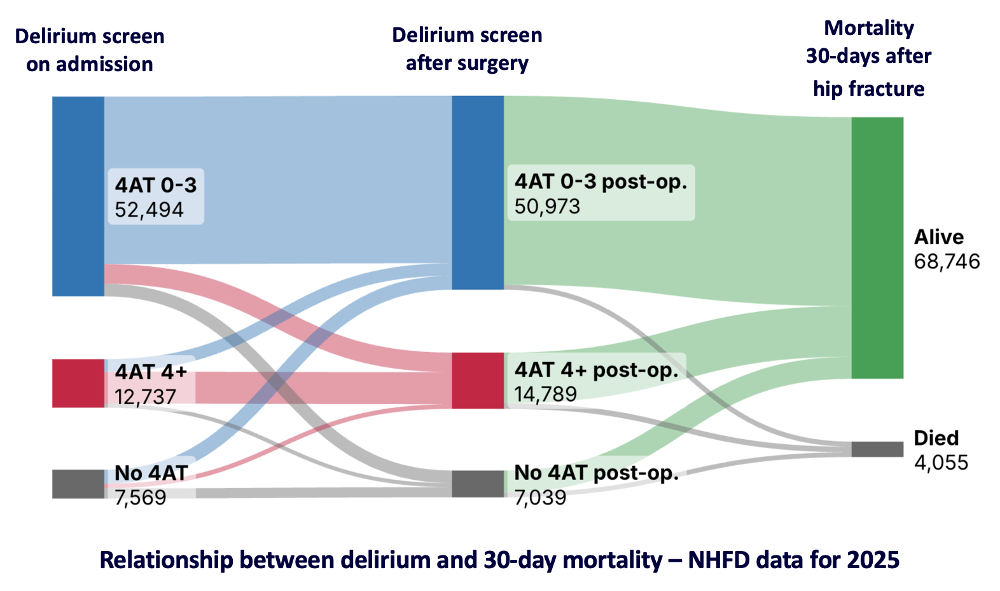 Delirium screen
on admission
Delirium screen
after surgery
Mortality
30-days after
hip fracture
4AT 0-3
52,494
4AT 0-3 post-op.
50,973
Alive
68,746
4AT 4+
12,737
4AT 4+ post-op.
14,789
Died
4,055
No 4AT
7,569
No 4AT post-op.
7,039
Relationship between delirium and 30-day mortality – NHFD data for 2025